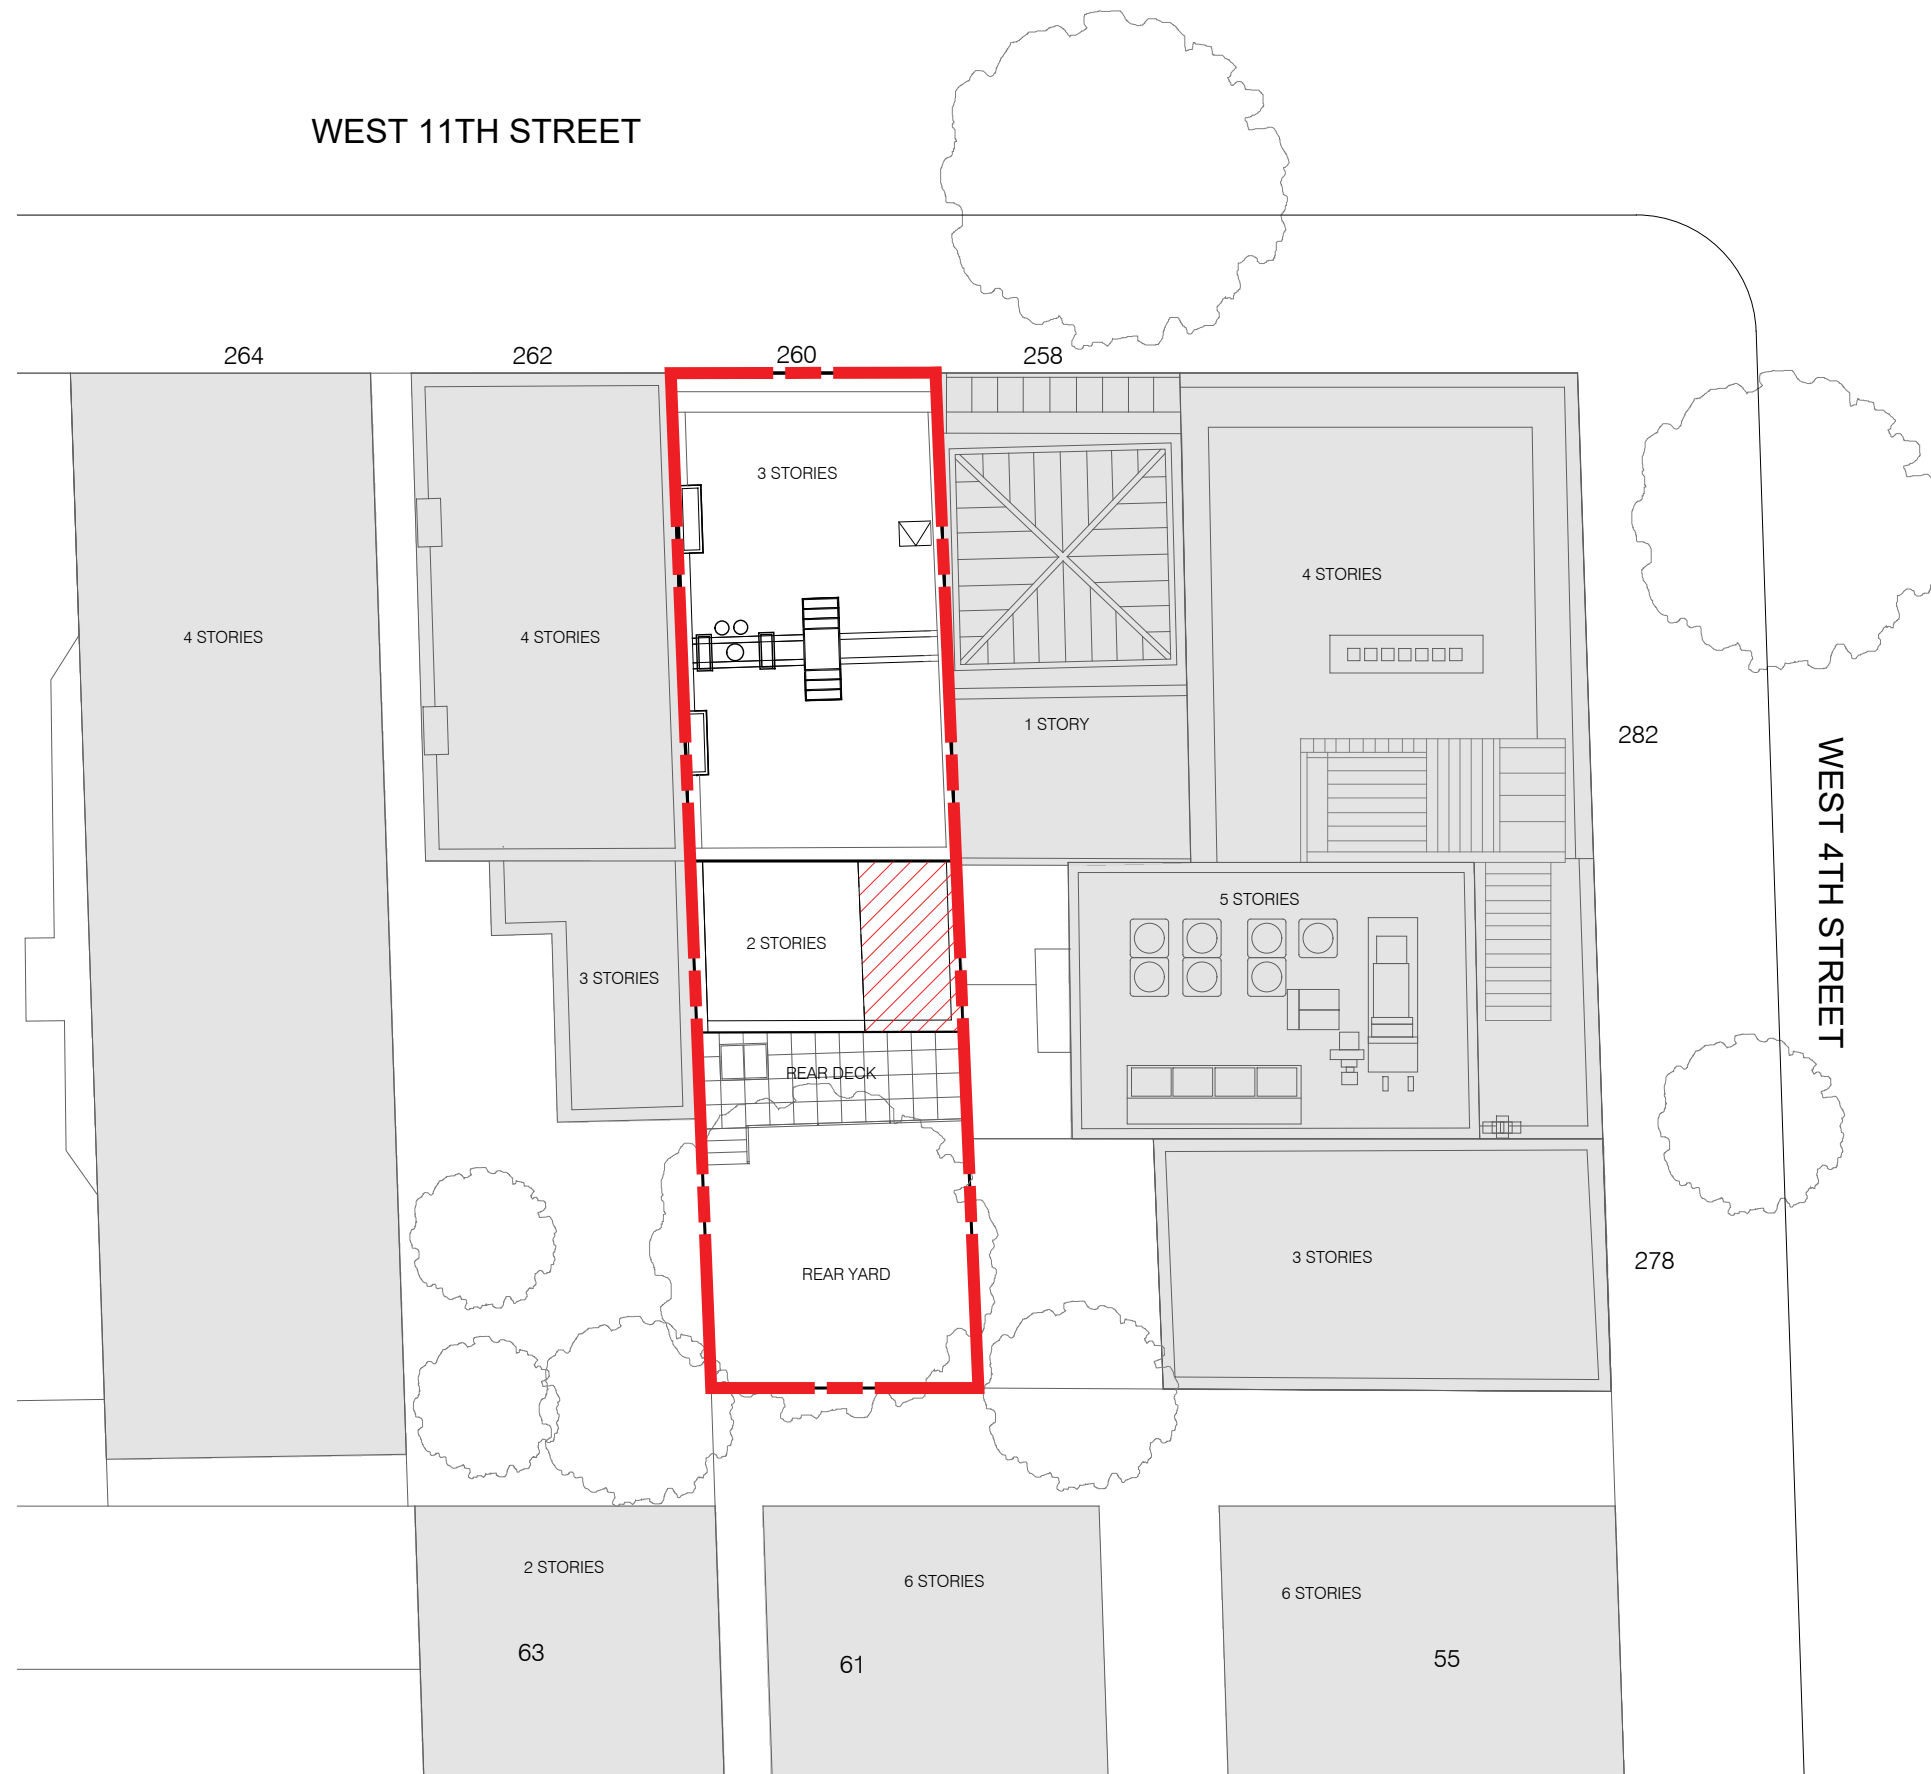 WEST 11TH STREET
264
262
260
258
3 STORIES
4 STORIES
4 STORIES
4 STORIES
1 STORY
282
WEST 4TH STREET
5 STORIES
2 STORIES
3 STORIES
REAR DECK
REAR YARD
3 STORIES
278
2 STORIES
6 STORIES
6 STORIES
63
61
55